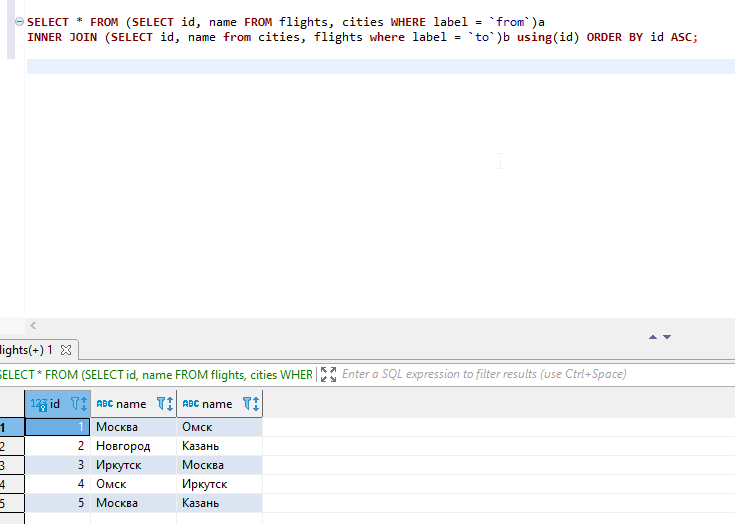 SELECT * FROM (SELECT id, name FROM flights, cities WHERE label = `from`)a
INNER JOIN (SELECT id, name from cities, flights where label = `to`)b using(id) ORDER BY id ASC;
lights(+) 1
SELECT * FROM (SELECT id, name FROM flights, cities WHER
Enter a SQL expression to filter results (use Ctrl+Space)
123 id ABC name ABC name
1 1 Москва Омск
2 2 Новгород Казань
3 3 Иркутск Москва
4 4 Омск Иркутск
5 5 Москва Казань